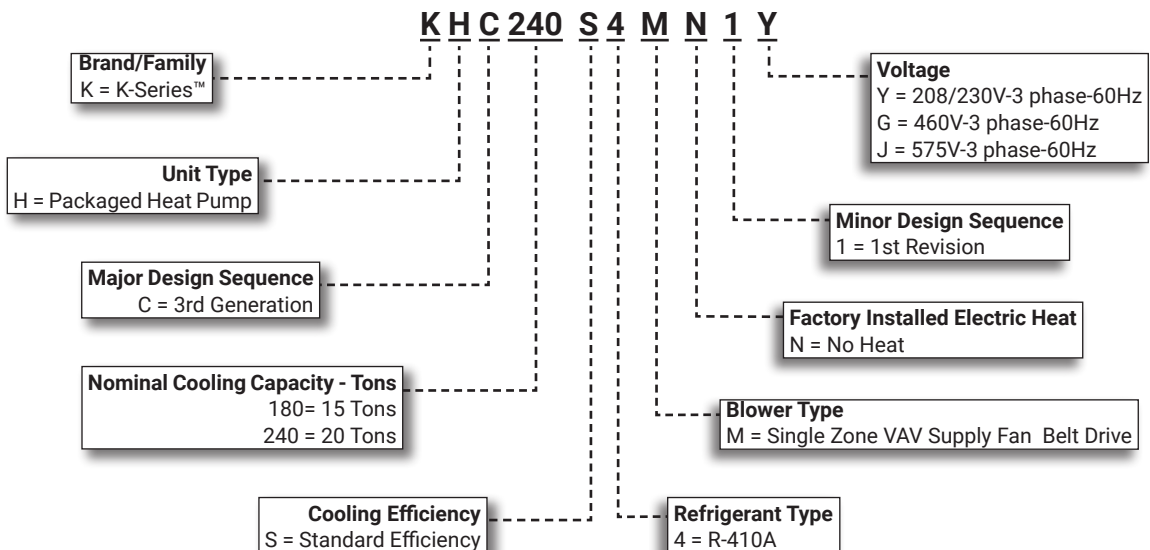 K H C 240 S 4 M N 1 Y
Brand/Family
K = K-Series™
Unit Type
H = Packaged Heat Pump
Major Design Sequence
C = 3rd Generation
Nominal Cooling Capacity - Tons
180= 15 Tons
240 = 20 Tons
Cooling Efficiency
S = Standard Efficiency
Voltage
Y = 208/230V-3 phase-60Hz
G = 460V-3 phase-60Hz
J = 575V-3 phase-60Hz
Minor Design Sequence
1 = 1st Revision
Factory Installed Electric Heat
N = No Heat
Blower Type
M = Single Zone VAV Supply Fan Belt Drive
Refrigerant Type
4 = R-410A